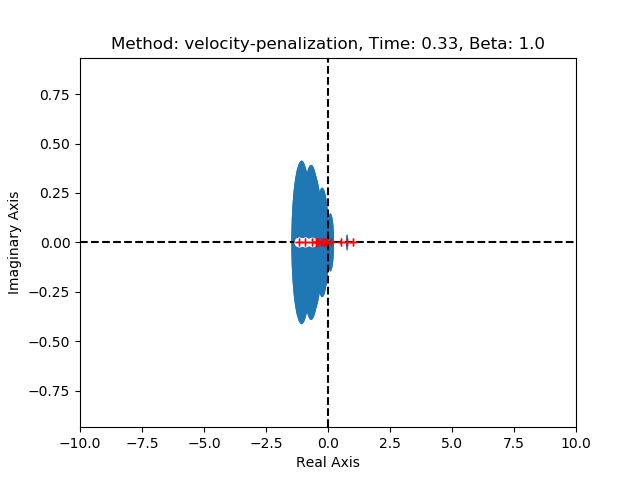 Method: velocity-penalization, Time: 0.33, Beta: 1.0
Imaginary Axis
0.75
0.50
0.25
0.00
−0.25
−0.50
−0.75
−10.0 −7.5 −5.0 −2.5 0.0 2.5 5.0 7.5 10.0
Real Axis